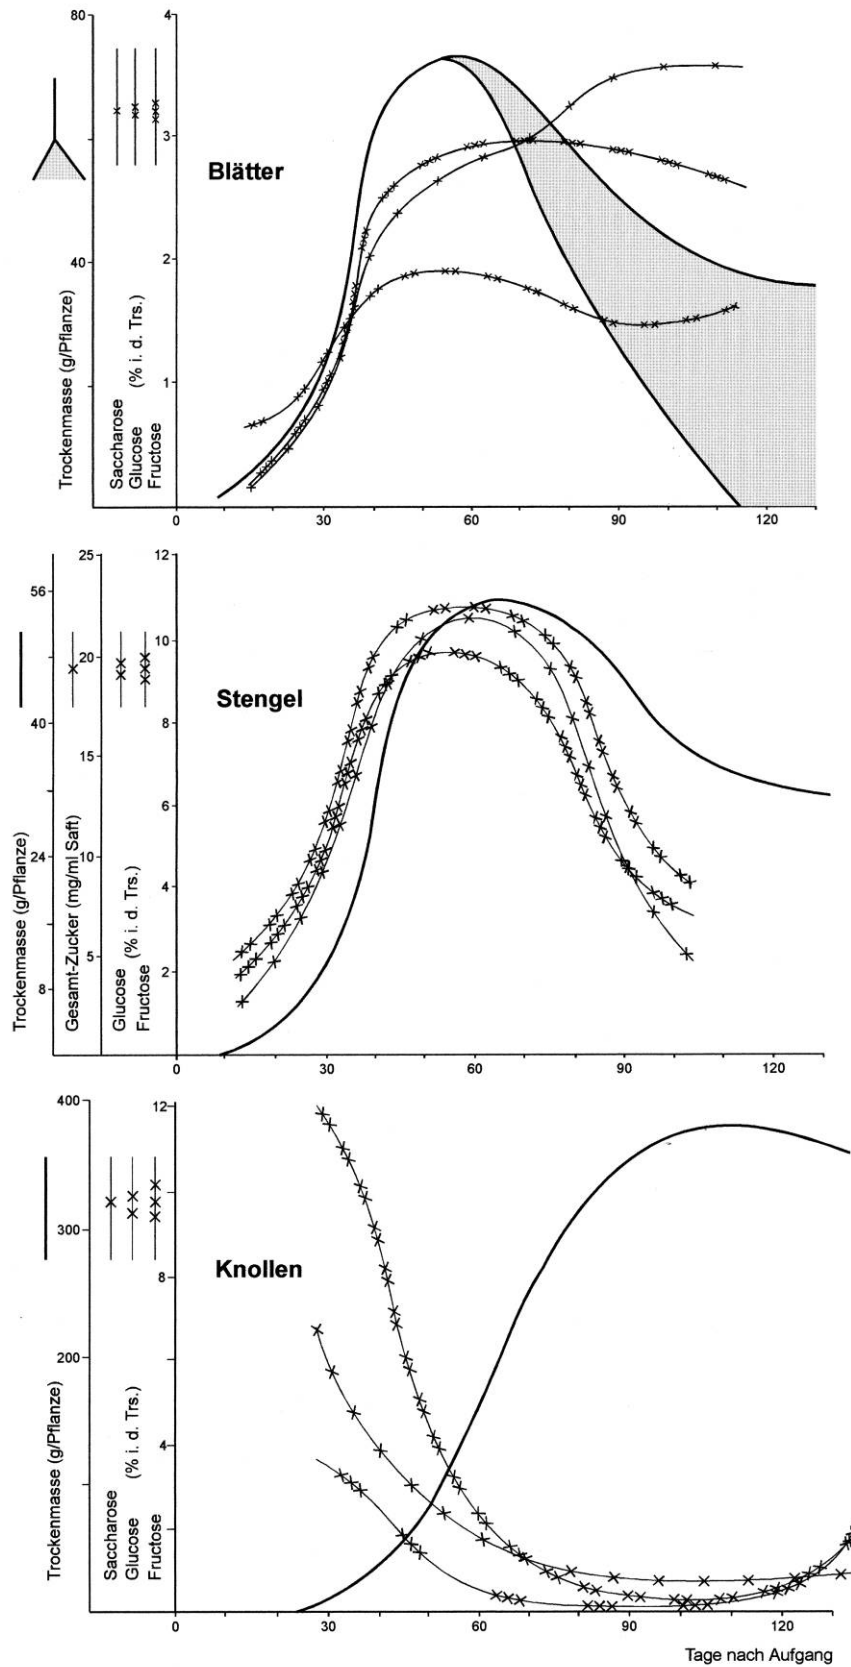 80
4
3
Blätter
40
2
1
Trockenmasse (g/Pflanze)
Saccharose
Glucose (% i. d. Trs.)
Fructose
0
30
60
90
120
25
12
56
10
20
Stengel
40
8
15
6
24
10
4
5
2
8
Trockenmasse (g/Pflanze)
Gesamt-Zucker (mg/ml Saft)
Glucose (% i. d. Trs.)
Fructose
0
30
60
90
120
400
12
300
Knollen
8
200
4
Trockenmasse (g/Pflanze)
Saccharose
Glucose (% i. d. Trs.)
Fructose
0
30
60
90
120
Tage nach Aufgang